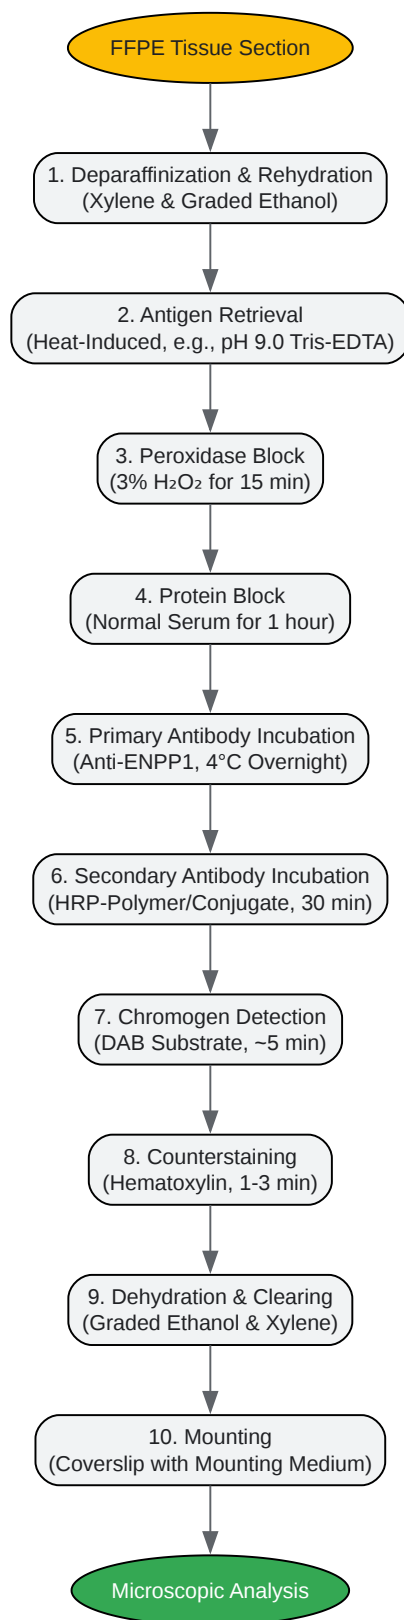 FFPE Tissue Section
1. Deparaffinization & Rehydration
(Xylene & Graded Ethanol)
2. Antigen Retrieval
(Heat-Induced, e.g., pH 9.0 Tris-EDTA)
3. Peroxidase Block
(3% H₂O₂ for 15 min)
4. Protein Block
(Normal Serum for 1 hour)
5. Primary Antibody Incubation
(Anti-ENPP1, 4°C Overnight)
6. Secondary Antibody Incubation
(HRP-Polymer/Conjugate, 30 min)
7. Chromogen Detection
(DAB Substrate, ~5 min)
8. Counterstaining
(Hematoxylin, 1-3 min)
9. Dehydration & Clearing
(Graded Ethanol & Xylene)
10. Mounting
(Coverslip with Mounting Medium)
Microscopic Analysis